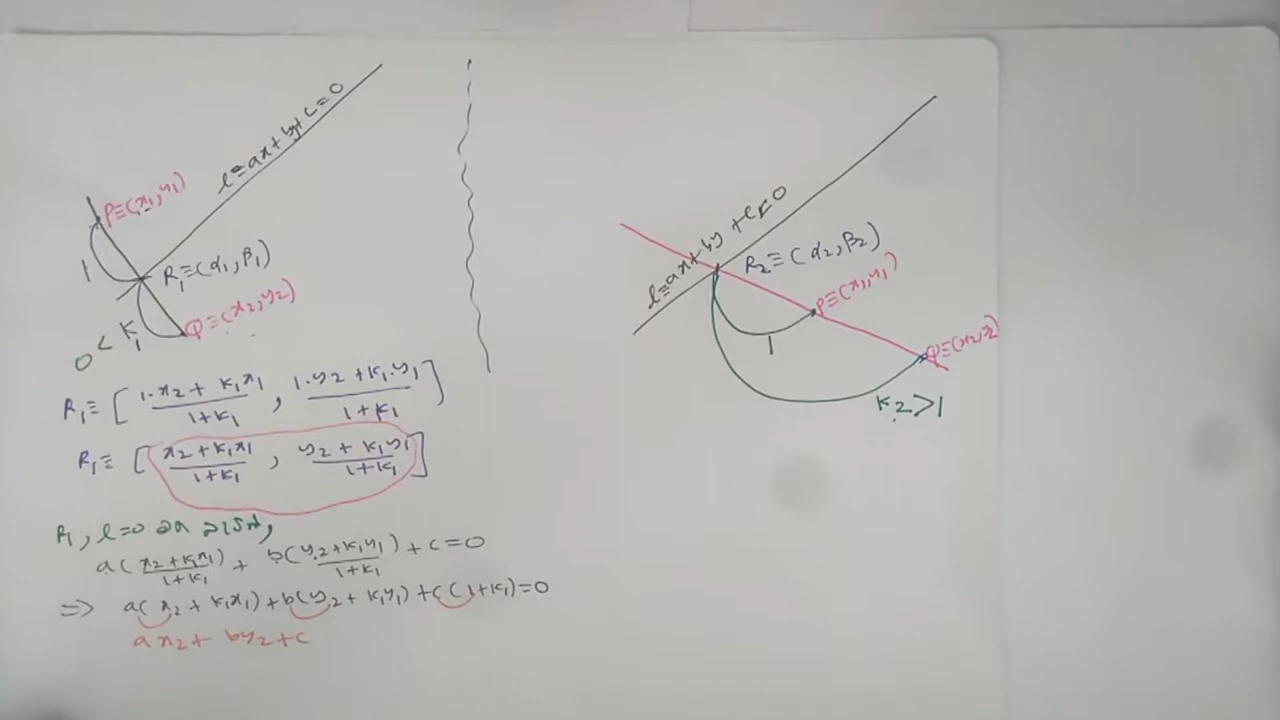 l≡ax+by+c=0
P≡(x₁,y₁)
1
R₁≡(α₁,β₁)
0 < K₁
Q≡(x₂,y₂)
R₁≡ [ (1.x₂+K₁x₁)/(1+K₁) , (1.y₂+K₁.y₁)/(1+K₁) ]
R₁≡ [ (x₂+K₁x₁)/(1+K₁) , (y₂+K₁y₁)/(1+K₁) ]
R₁, l=0
a((x₂+K₁x₁)/(1+K₁)) + b((y₂+K₁y₁)/(1+K₁)) + c=0
=> a(x₂+K₁x₁)+b(y₂+K₁y₁)+c(1+K₁)=0
ax₂+ by₂+c
l≡ax+by+c=0
R₂≡(α₂,β₂)
P≡(x₁,y₁)
1
Q≡(x₂,y₂)
K₂>1